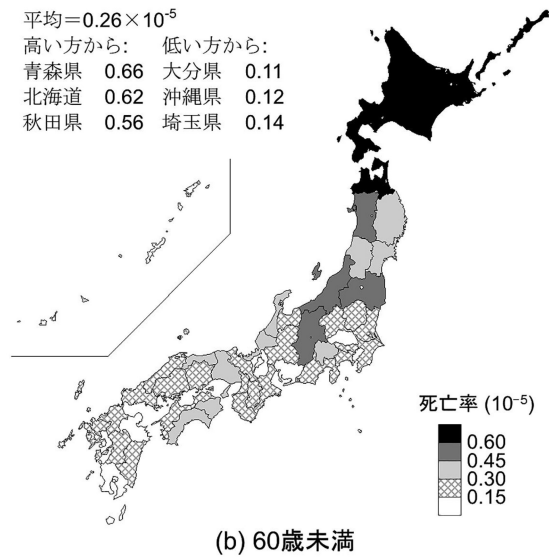 平均＝0.26×10⁻⁵
高い方から: 低い方から:
青森県 0.66 大分県 0.11
北海道 0.62 沖縄県 0.12
秋田県 0.56 埼玉県 0.14
死亡率 (10⁻⁵)
0.60
0.45
0.30
0.15
(b) 60歳未満